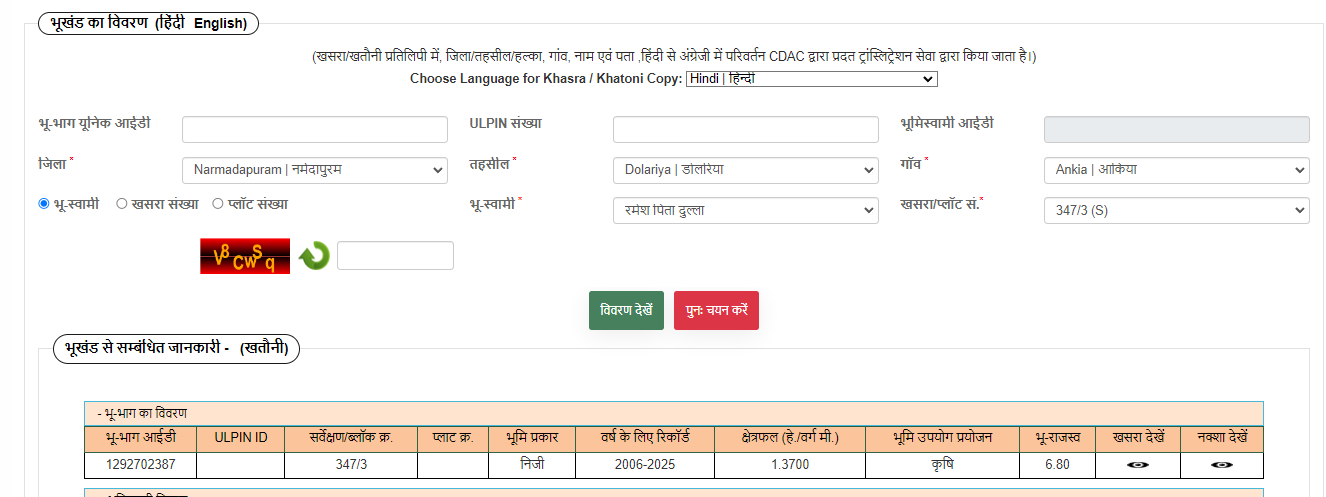 भूखंड का विवरण (हिंदी English)
(खसरा/खतौनी प्रतिलिपी में, जिला/तहसील/हल्का, गांव, नाम एवं पता ,हिंदी से अंग्रेजी में परिवर्तन CDAC द्वारा प्रदत ट्रांस्लिट्रेशन सेवा द्वारा किया जाता है।)
Choose Language for Khasra / Khatoni Copy: Hindi | हिन्दी
भू-भाग यूनिक आईडी ULPIN संख्या भूमिस्वामी आईडी
जिला * Narmadapuram | नर्मदापुरम तहसील * Dolariya | डोलरिया गाँव * Ankia | आंकिया
भू-स्वामी खसरा संख्या प्लॉट संख्या भू-स्वामी * रमेश पिता दुल्ला खसरा/प्लॉट सं.* 347/3 (S)
V8CWSq
विवरण देखें पुनः चयन करें
भूखंड से सम्बंधित जानकारी - (खतौनी)
- भू-भाग का विवरण
भू-भाग आईडी ULPIN ID सर्वेक्षण/ब्लॉक क्र. प्लाट क्र. भूमि प्रकार वर्ष के लिए रिकॉर्ड क्षेत्रफल (हे./वर्ग मी.) भूमि उपयोग प्रयोजन भू-राजस्व खसरा देखें नक्शा देखें
1292702387 347/3 निजी 2006-2025 1.3700 कृषि 6.80